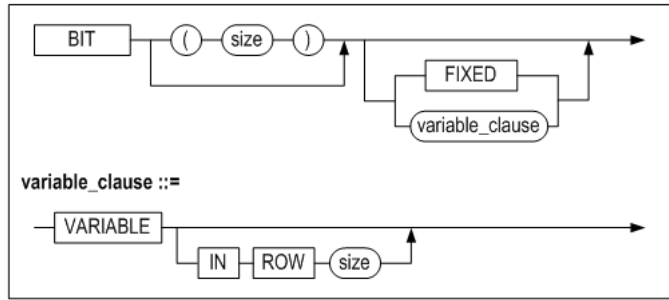 BIT ( size )
FIXED
variable_clause
variable_clause ::=
VARIABLE
IN ROW size